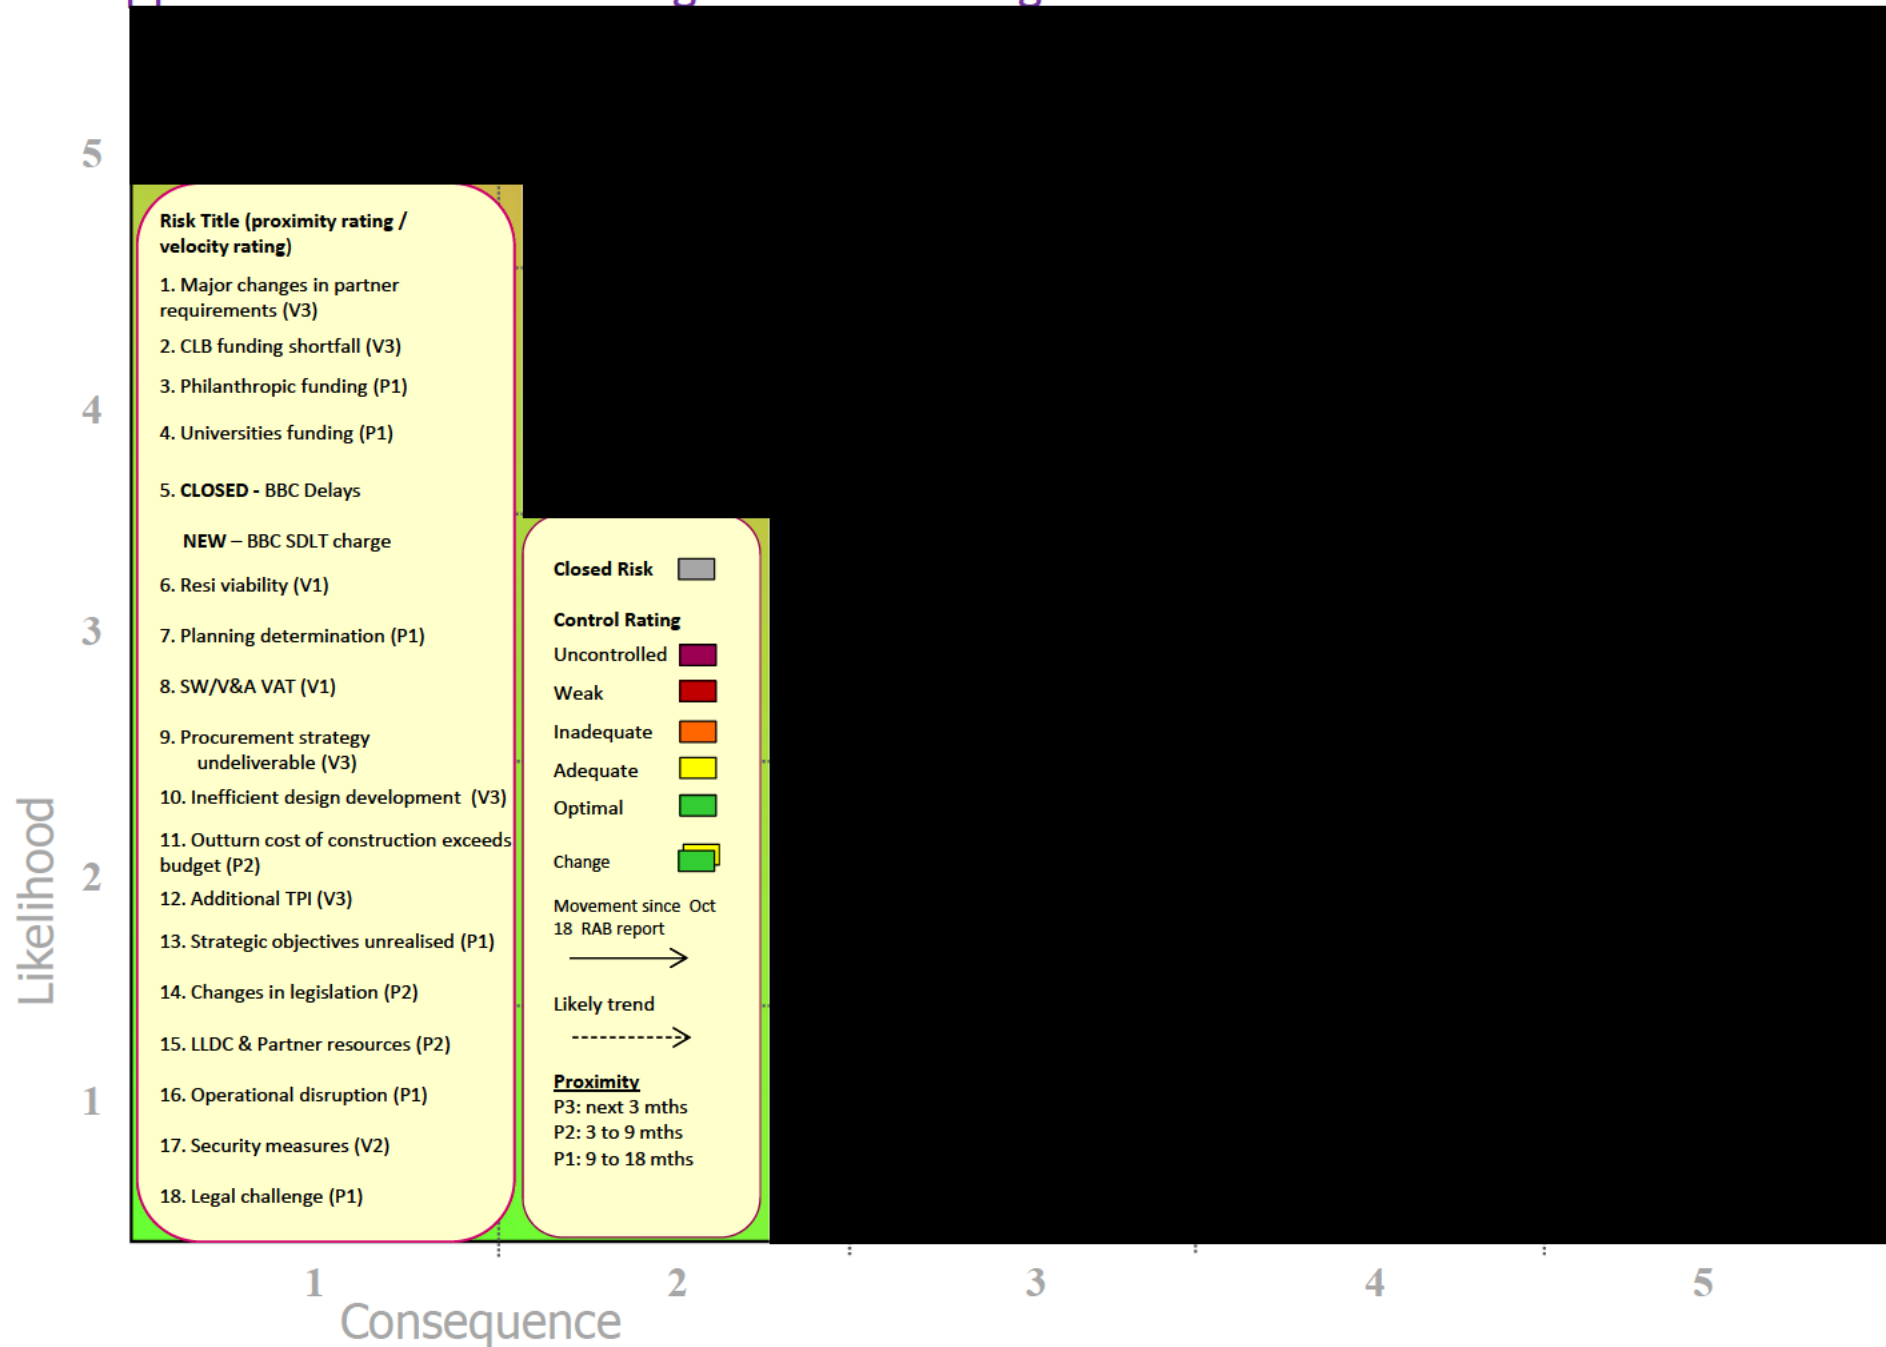 5
4
3
2
1
Likelihood
Risk Title (proximity rating /
velocity rating)
1. Major changes in partner
requirements (V3)
2. CLB funding shortfall (V3)
3. Philanthropic funding (P1)
4. Universities funding (P1)
5. CLOSED - BBC Delays
NEW – BBC SDLT charge
6. Resi viability (V1)
7. Planning determination (P1)
8. SW/V&A VAT (V1)
9. Procurement strategy
undeliverable (V3)
10. Inefficient design development (V3)
11. Outturn cost of construction exceeds
budget (P2)
12. Additional TPI (V3)
13. Strategic objectives unrealised (P1)
14. Changes in legislation (P2)
15. LLDC & Partner resources (P2)
16. Operational disruption (P1)
17. Security measures (V2)
18. Legal challenge (P1)
Closed Risk
Control Rating
Uncontrolled
Weak
Inadequate
Adequate
Optimal
Change
Movement since Oct
18 RAB report
Likely trend
Proximity
P3: next 3 mths
P2: 3 to 9 mths
P1: 9 to 18 mths
1 2 3 4 5
Consequence